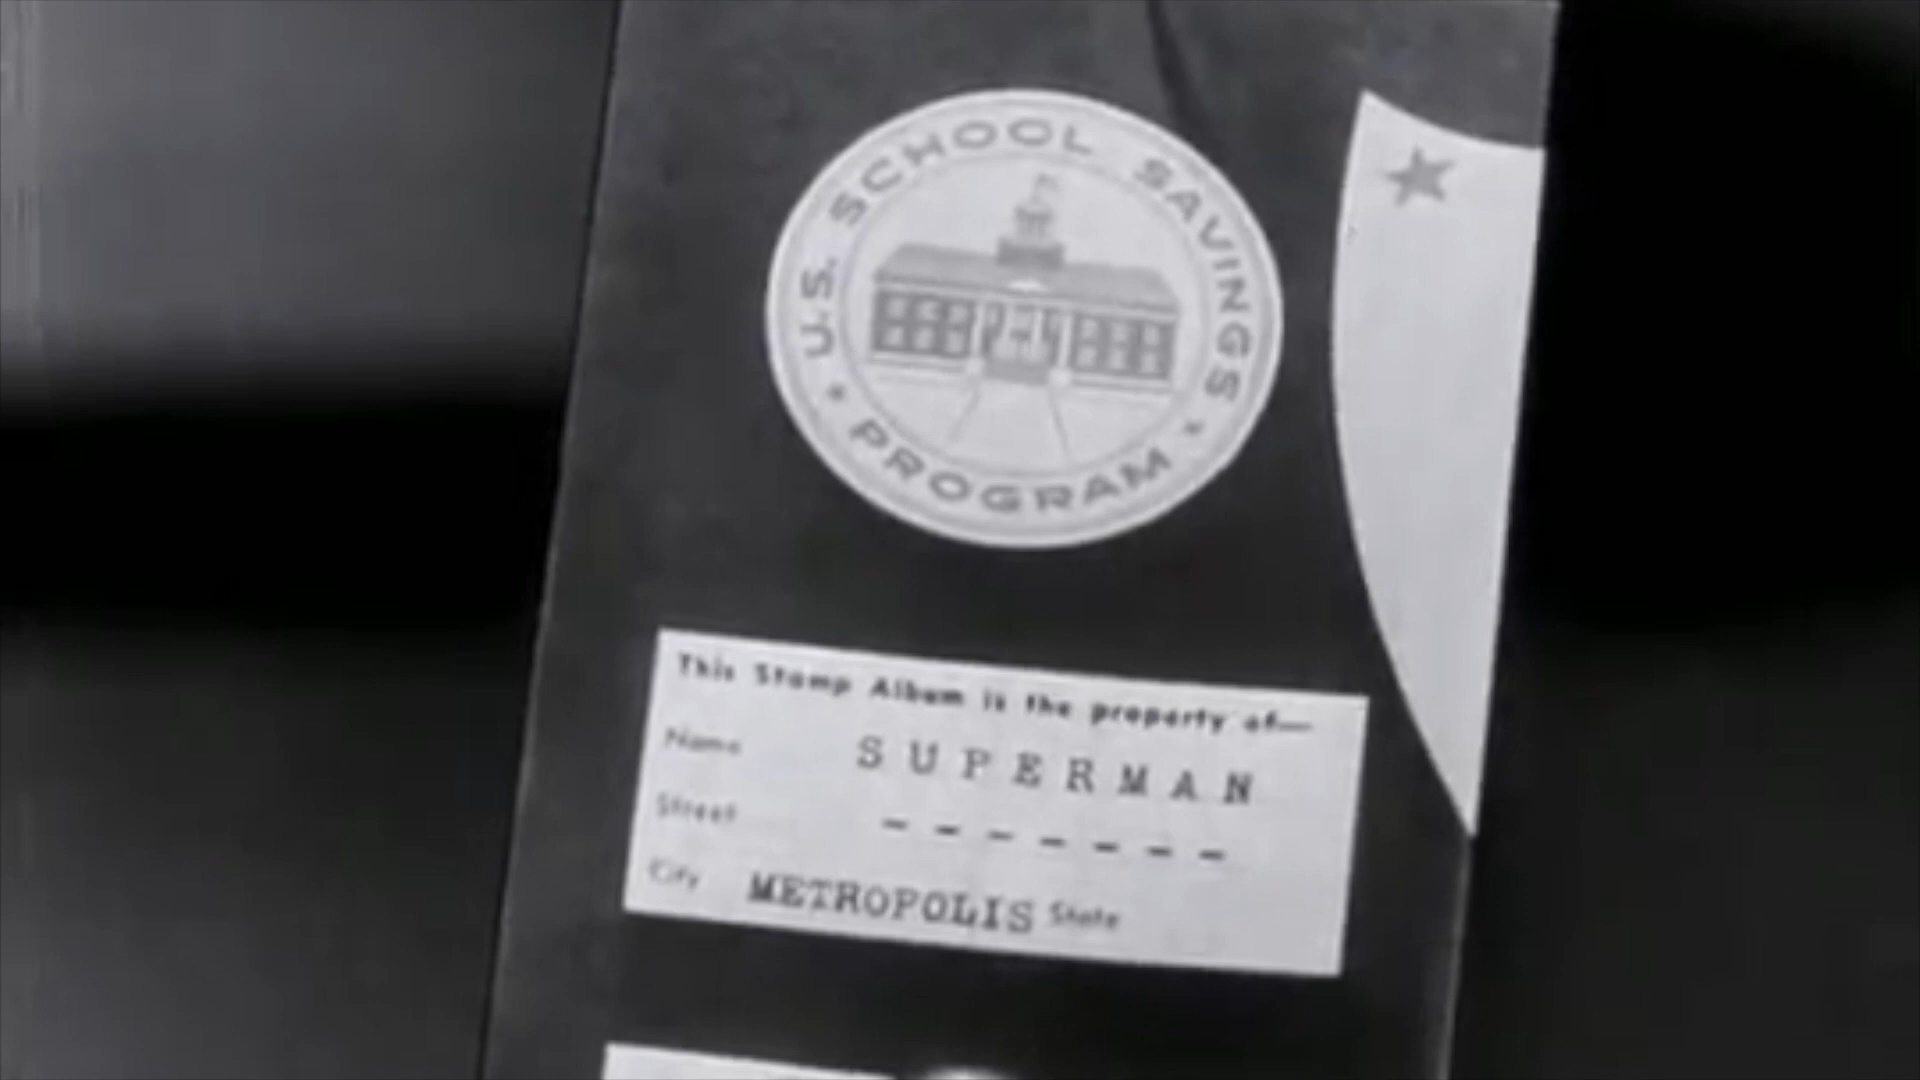 U.S. SCHOOL SAVINGS
PROGRAM
This Stamp Album is the property of—
Name SUPERMAN
Street - - - - - - -
City METROPOLIS State